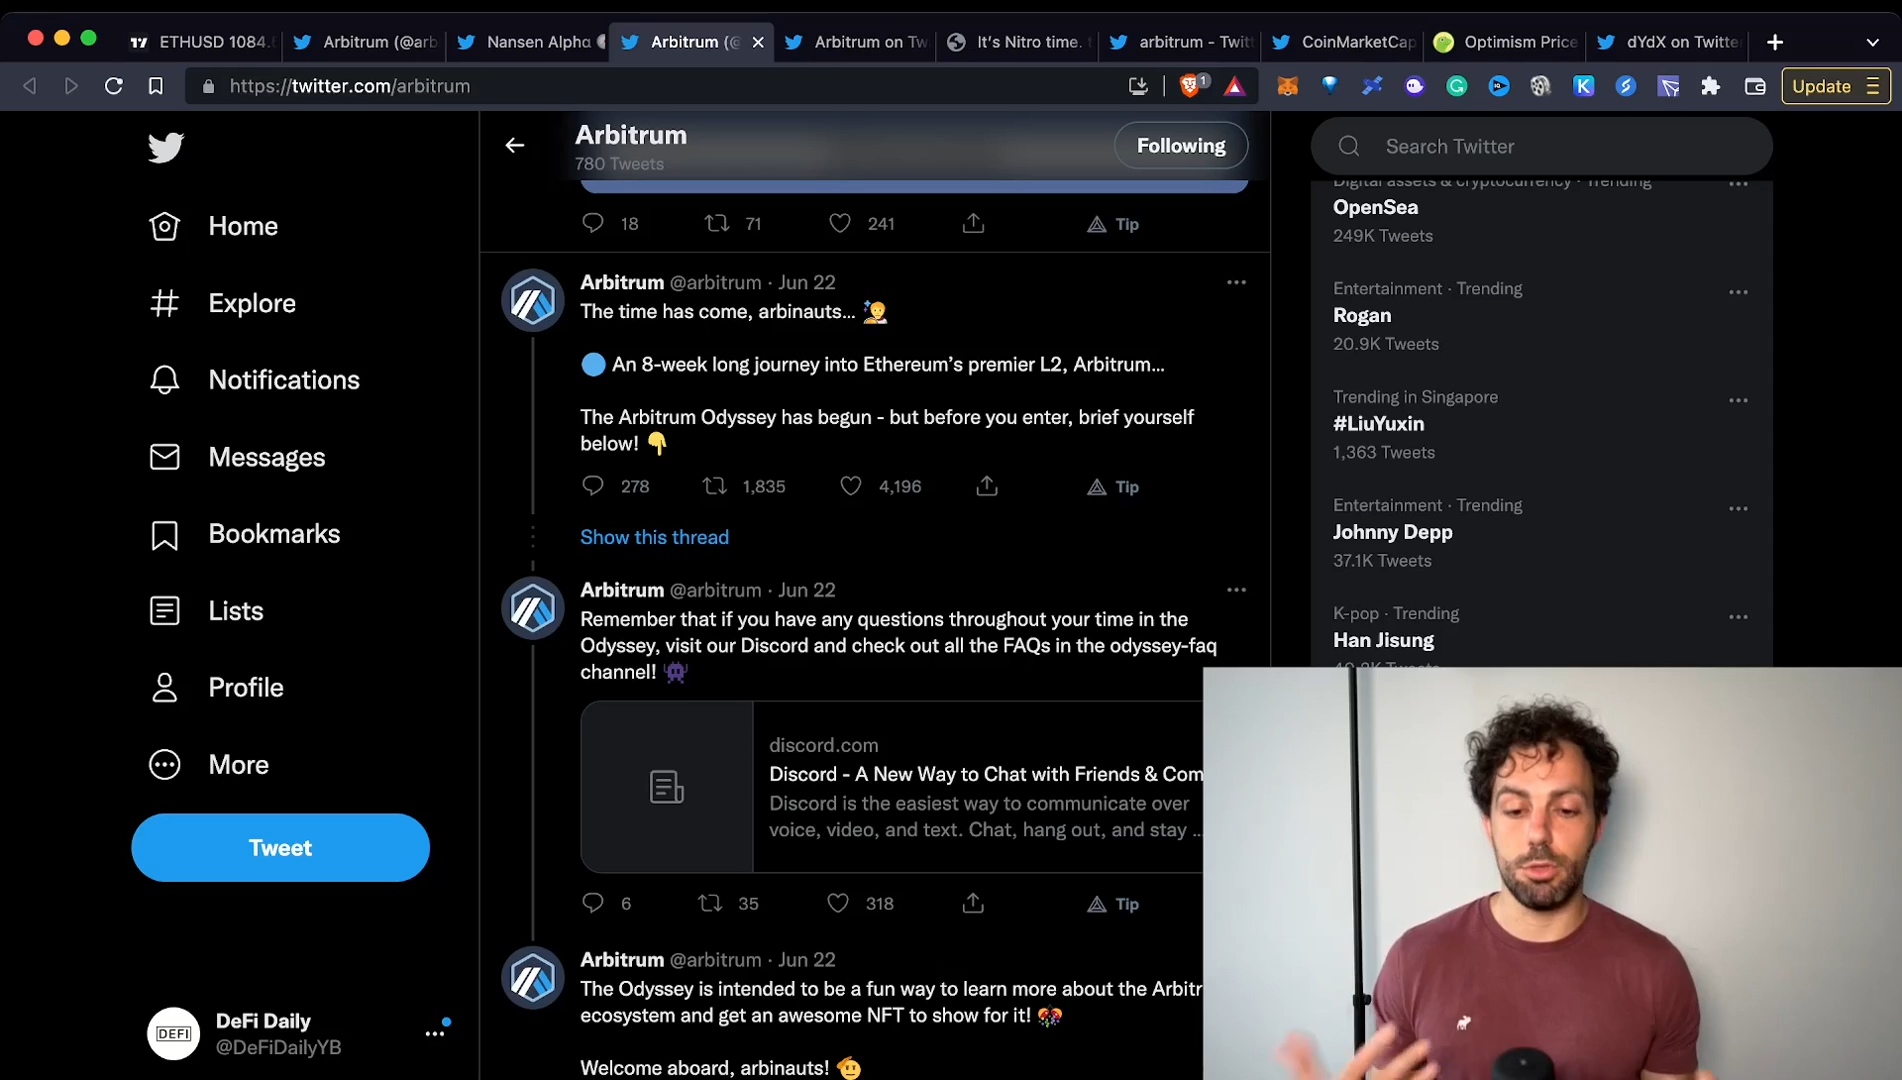 ETHUSD 1084.
Arbitrum (@arb
Nansen Alpha
Arbitrum (@
Arbitrum on Tw
It's Nitro time.
arbitrum - Twitt
CoinMarketCap
Optimism Price
dYdX on Twitte
https://twitter.com/arbitrum
1
Update
Home
Explore
Notifications
Messages
Bookmarks
Lists
Profile
More
Tweet
DeFi Daily
@DeFiDailyYB
DEFI
Arbitrum
780 Tweets
Following
18 71 241 Tip
Arbitrum @arbitrum · Jun 22
The time has come, arbinauts...
An 8-week long journey into Ethereum's premier L2, Arbitrum...
The Arbitrum Odyssey has begun - but before you enter, brief yourself
below!
278 1,835 4,196 Tip
Show this thread
Arbitrum @arbitrum · Jun 22
Remember that if you have any questions throughout your time in the
Odyssey, visit our Discord and check out all the FAQs in the odyssey-faq
channel!
discord.com
Discord - A New Way to Chat with Friends & Com
Discord is the easiest way to communicate over
voice, video, and text. Chat, hang out, and stay ...
6 35 318 Tip
Arbitrum @arbitrum · Jun 22
The Odyssey is intended to be a fun way to learn more about the Arbitr
ecosystem and get an awesome NFT to show for it!
Welcome aboard, arbinauts!
Search Twitter
Digital assets & cryptocurrency · Trending
OpenSea
249K Tweets
Entertainment · Trending
Rogan
20.9K Tweets
Trending in Singapore
#LiuYuxin
1,363 Tweets
Entertainment · Trending
Johnny Depp
37.1K Tweets
K-pop · Trending
Han Jisung